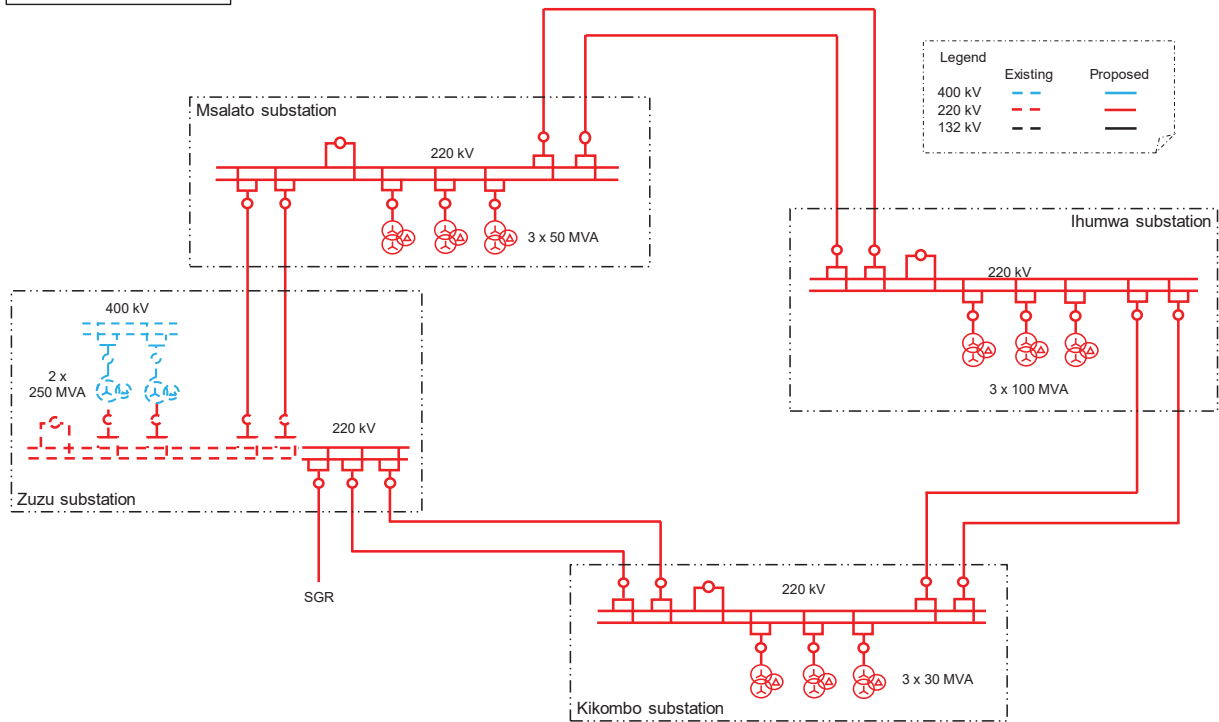 Legend
Existing Proposed
400 kV
220 kV
132 kV
Msalato substation
220 kV
3 x 50 MVA
Ihumwa substation
220 kV
3 x 100 MVA
400 kV
2 x
250 MVA
220 kV
Zuzu substation
SGR
220 kV
3 x 30 MVA
Kikombo substation